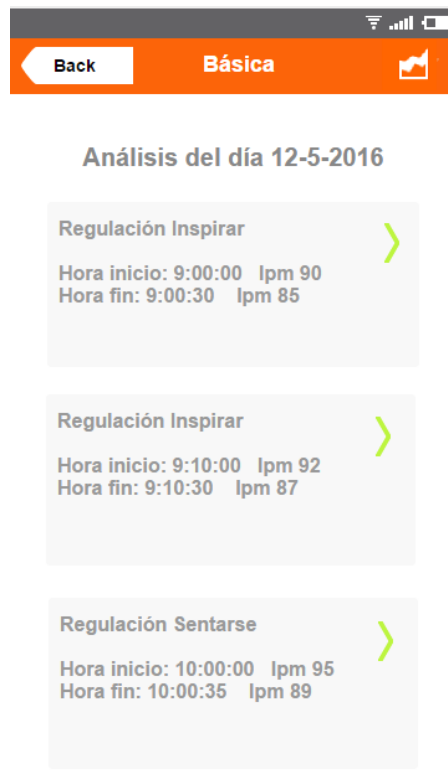 Back
Básica
Análisis del día 12-5-2016
Regulación Inspirar
Hora inicio: 9:00:00 lpm 90
Hora fin: 9:00:30 lpm 85
Regulación Inspirar
Hora inicio: 9:10:00 lpm 92
Hora fin: 9:10:30 lpm 87
Regulación Sentarse
Hora inicio: 10:00:00 lpm 95
Hora fin: 10:00:35 lpm 89